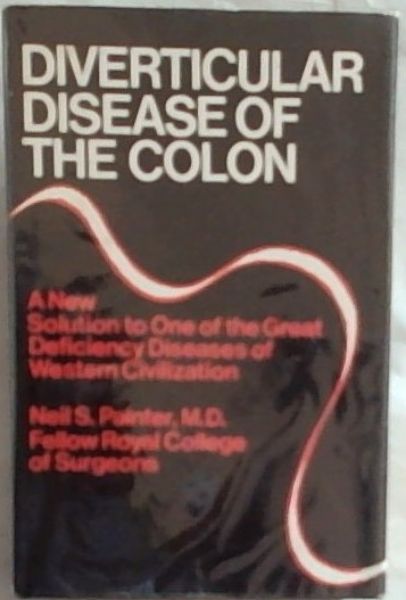 DIVERTICULAR
DISEASE OF
THE COLON
A New
Solution to One of the Great
Deficiency Diseases of
Western Civilization
Neil S. Painter, M.D.
Fellow Royal College
of Surgeons